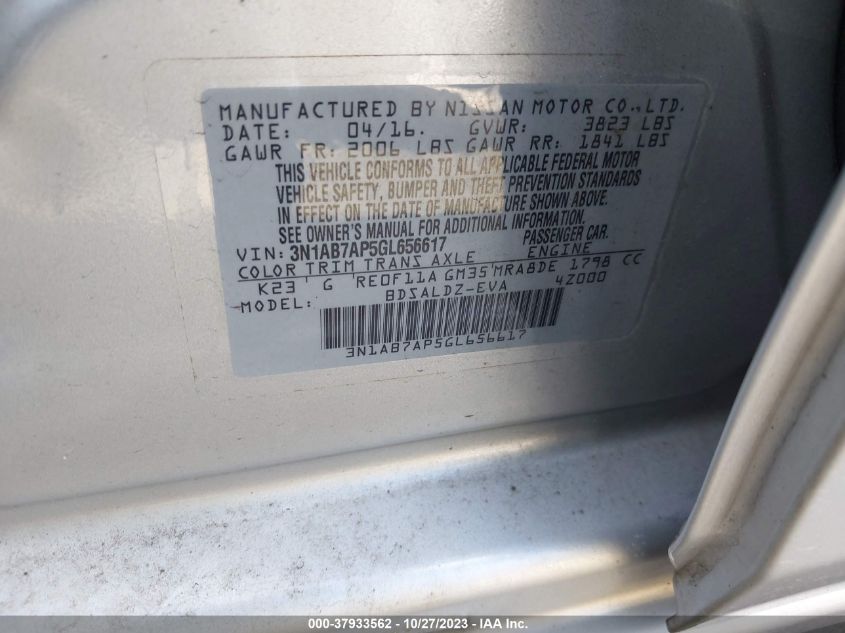 MANUFACTURED BY NISSAN MOTOR CO., LTD.
DATE: 04/16. GVWR: 3823 LBS
GAWR FR: 2006 LBS GAWR RR: 1841 LBS
THIS VEHICLE CONFORMS TO ALL APPLICABLE FEDERAL MOTOR
VEHICLE SAFETY, BUMPER AND THEFT PREVENTION STANDARDS
IN EFFECT ON THE DATE OF MANUFACTURE SHOWN ABOVE.
SEE OWNER'S MANUAL FOR ADDITIONAL INFORMATION.
VIN: 3N1AB7AP5GL656617 PASSENGER CAR.
COLOR TRIM TRANS AXLE ENGINE
K23 G RE0F11A GM35 MRA8DE 1798 CC
MODEL: BDSALDZ-EVA 4Z000
3N1AB7AP5GL656617
000-37933562 | 10/27/2023 | IAA Inc.